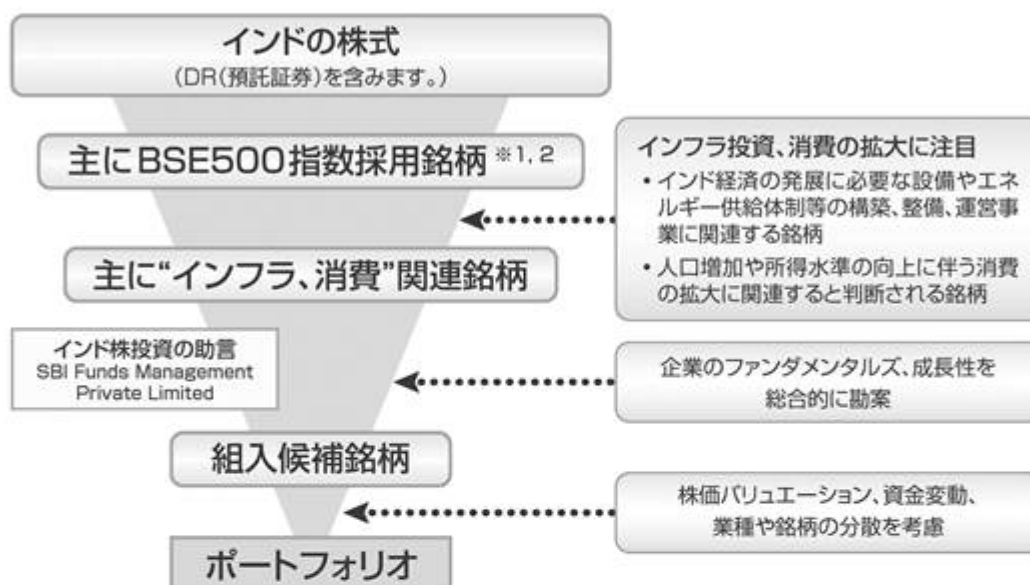 インドの株式
(DR(預託証券)を含みます。)
主にBSE500指数採用銘柄 ※1, 2
インフラ投資、消費の拡大に注目
・インド経済の発展に必要な設備やエネ
ルギー供給体制等の構築、整備、運営事
業に関連する銘柄
・人口増加や所得水準の向上に伴う消費
の拡大に関連すると判断される銘柄
主に“インフラ、消費”関連銘柄
インド株投資の助言
SBI Funds Management
Private Limited
企業のファンダメンタルズ、成長性を
総合的に勘案
組入候補銘柄
株価バリュエーション、資金変動、
業種や銘柄の分散を考慮
ポートフォリオ